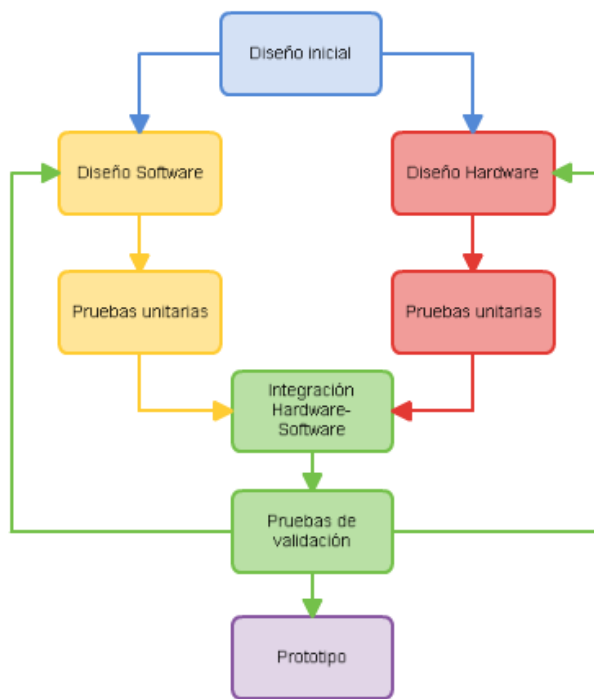 Diseño inicial
Diseño Software
Diseño Hardware
Pruebas unitarias
Pruebas unitarias
Integración
Hardware-
Software
Pruebas de
validación
Prototipo